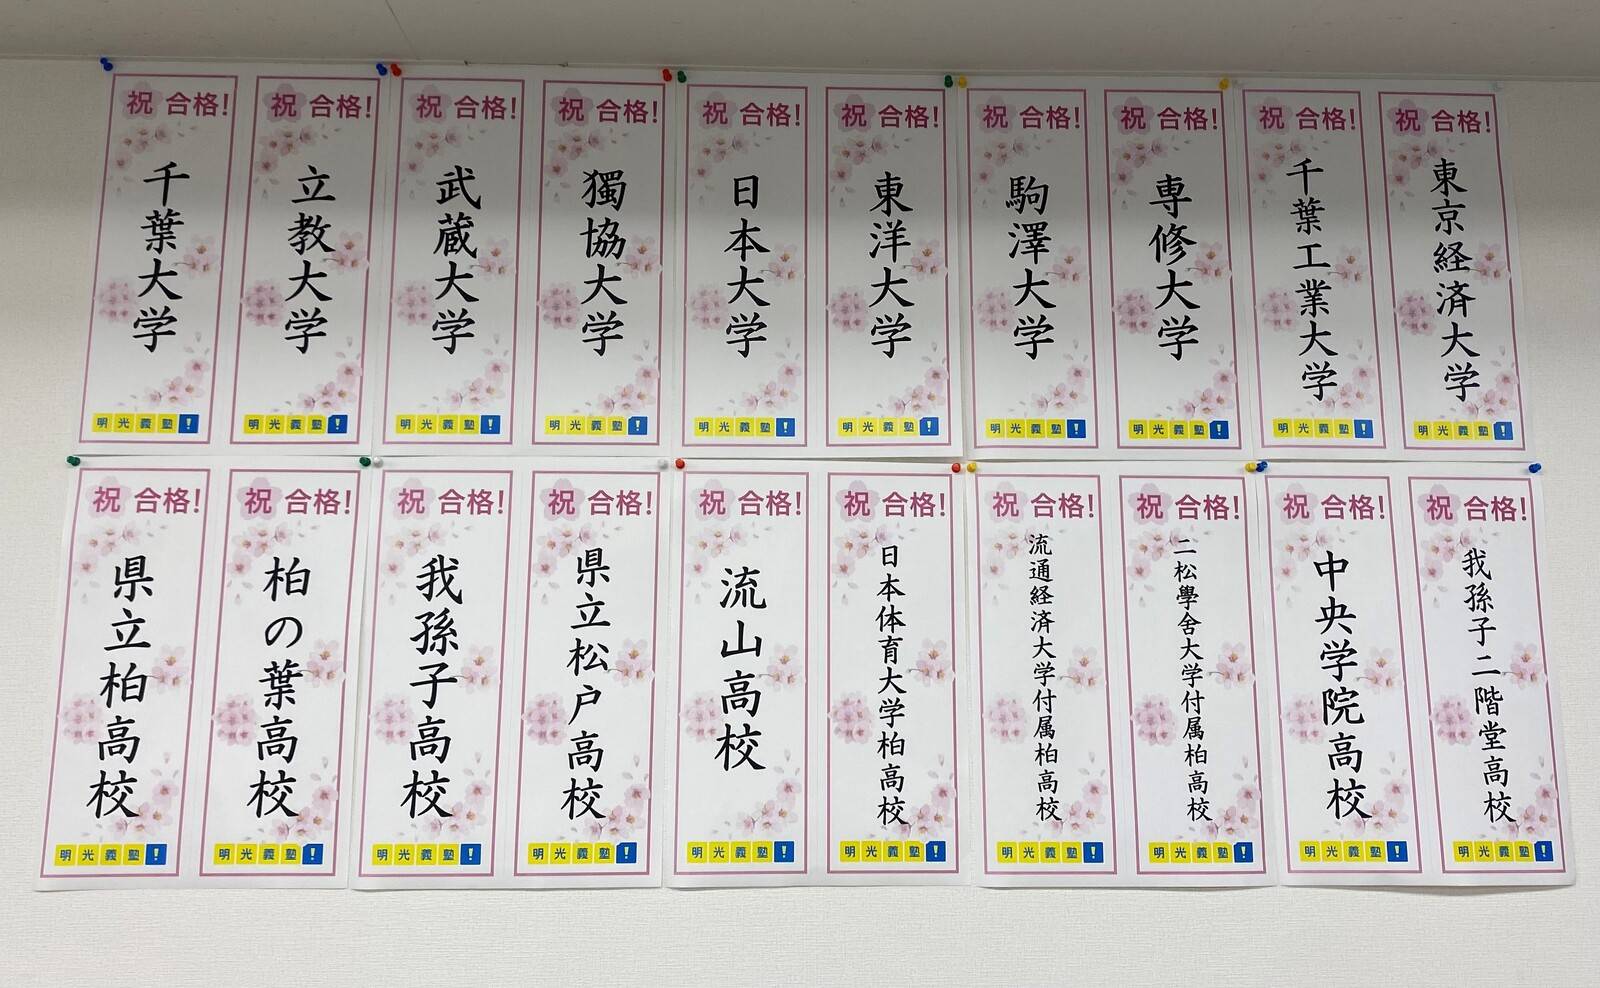 祝 合格!
千葉大学
明光義塾!
祝 合格!
立教大学
明光義塾!
祝 合格!
武蔵大学
明光義塾!
祝 合格!
獨協大学
明光義塾!
祝 合格!
日本大学
明光義塾!
祝 合格!
東洋大学
明光義塾!
祝 合格!
駒澤大学
明光義塾!
祝 合格!
専修大学
明光義塾!
祝 合格!
千葉工業大学
明光義塾!
祝 合格!
東京経済大学
明光義塾!
祝 合格!
県立柏高校
明光義塾!
祝 合格!
柏の葉高校
明光義塾!
祝 合格!
我孫子高校
明光義塾!
祝 合格!
県立松戸高校
明光義塾!
祝 合格!
流山高校
明光義塾!
祝 合格!
日本体育大学柏高校
明光義塾!
祝 合格!
流通経済大学付属柏高校
明光義塾!
祝 合格!
二松學舍大学付属柏高校
明光義塾!
祝 合格!
中央学院高校
明光義塾!
祝 合格!
我孫子二階堂高校
明光義塾!